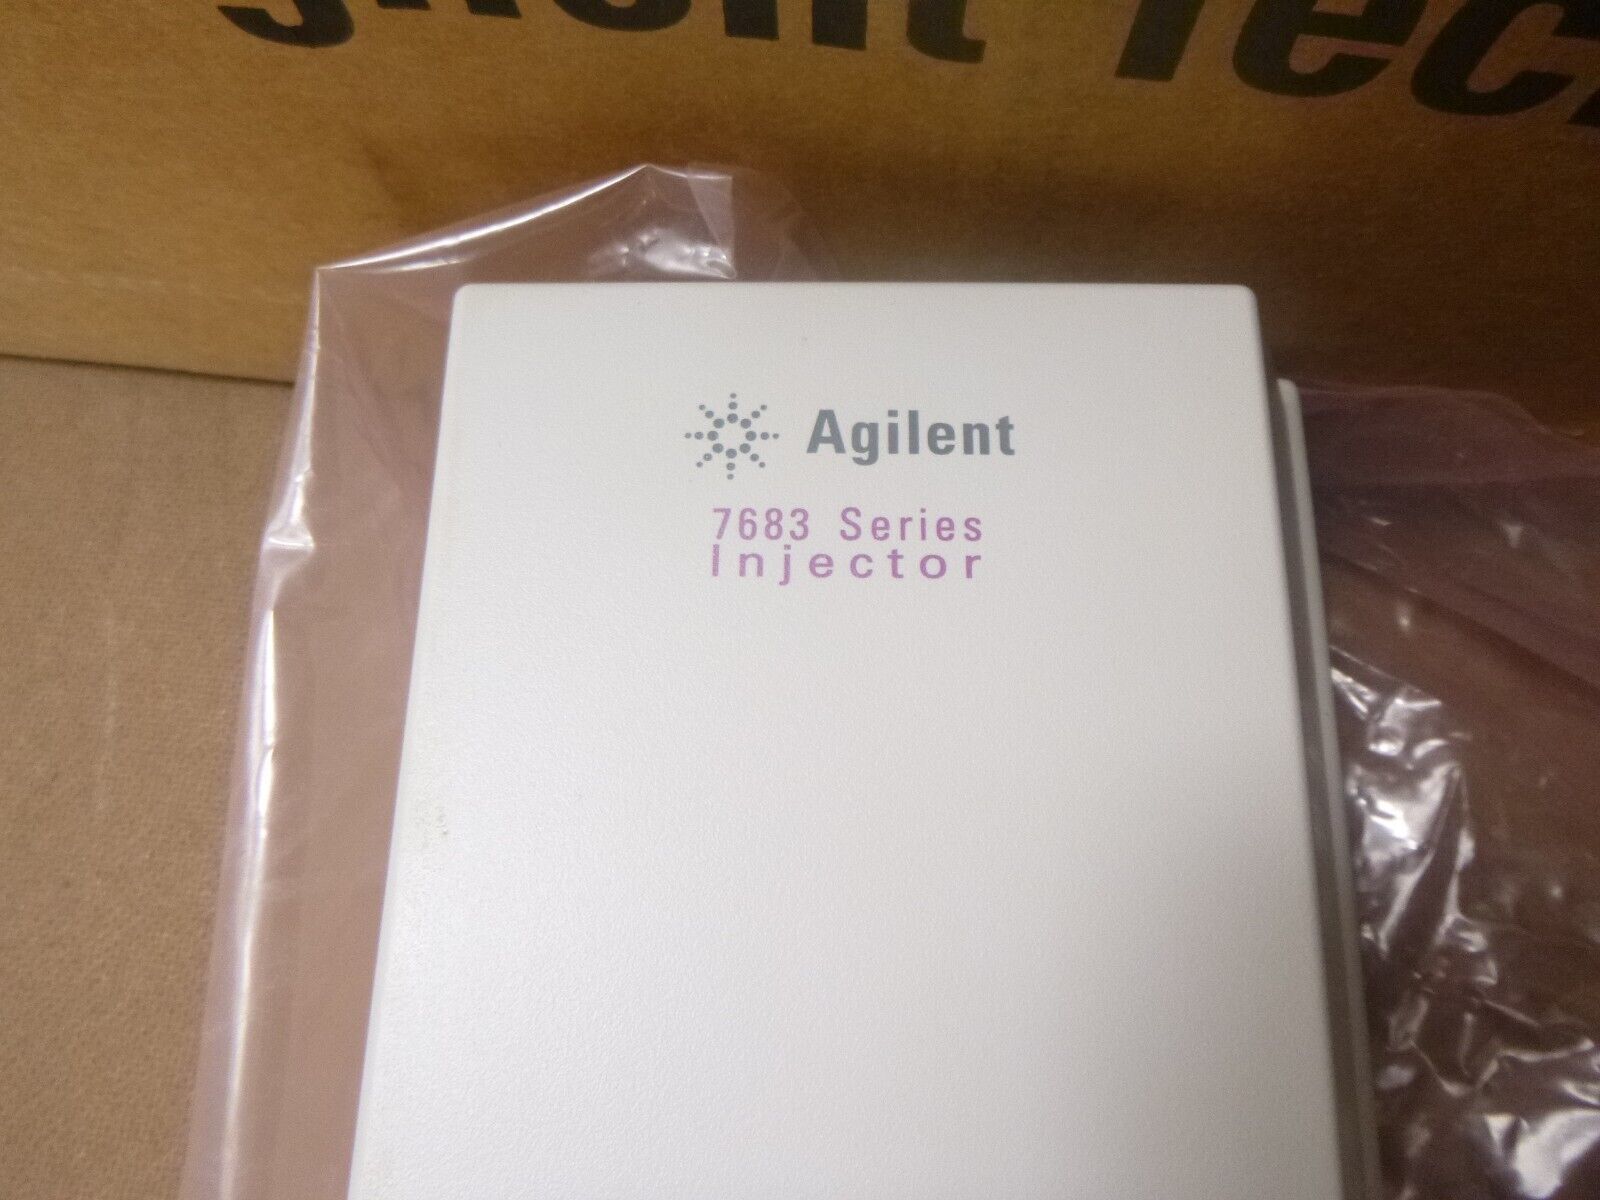 Agilent
7683 Series
Injector